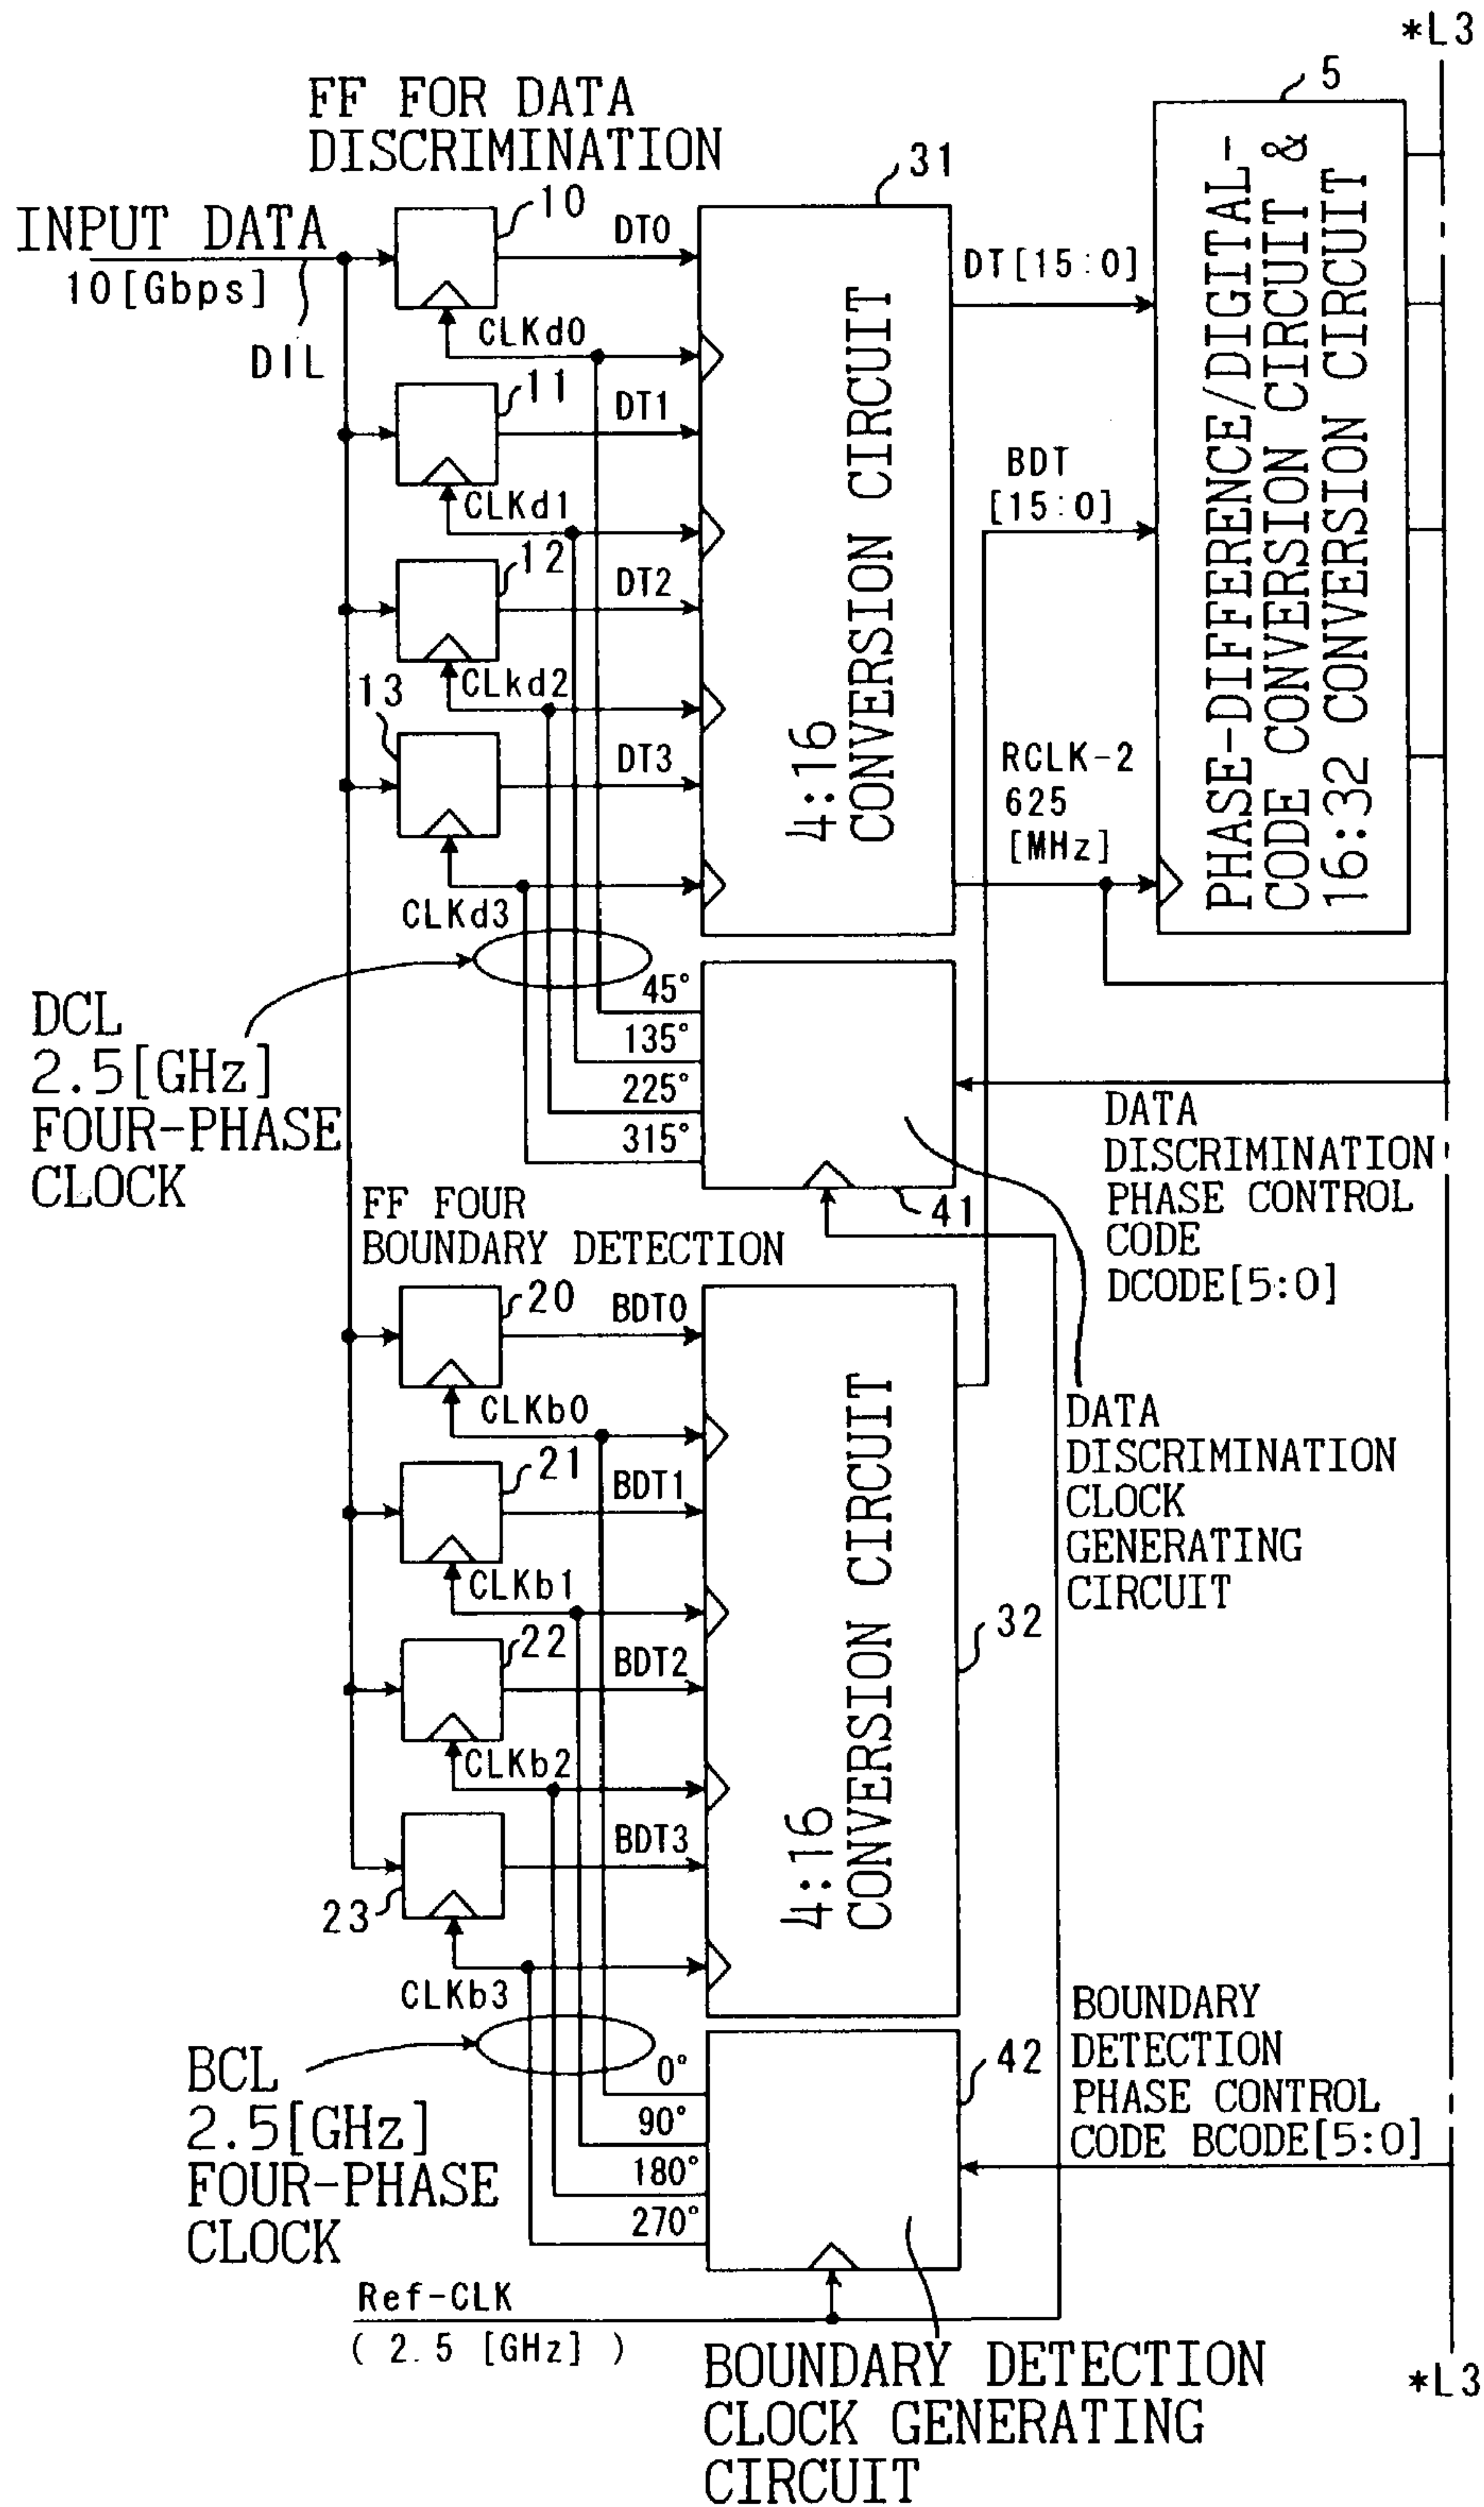 *L3
5
FF FOR DATA
DISCRIMINATION
31
10
INPUT DATA
10[Gbps]
DIL
DT0
CLKd0
11
DT1
CLKd1
12
DT2
CLkd2
13
DT3
CLKd3
4:16
CONVERSION CIRCUIT
DT[15:0]
BDT
[15:0]
RCLK-2
625
[MHz]
PHASE-DIFFERENCE/DIGITAL-
CODE CONVERSION CIRCUIT &
16:32 CONVERSION CIRCUIT
DCL
2.5[GHz]
FOUR-PHASE
CLOCK
45°
135°
225°
315°
41
DATA
DISCRIMINATION
PHASE CONTROL
CODE
DCODE[5:0]
FF FOUR
BOUNDARY DETECTION
20
BDT0
CLKb0
21
BDT1
CLKb1
22
BDT2
CLKb2
23
BDT3
CLKb3
4:16
CONVERSION CIRCUIT
32
DATA
DISCRIMINATION
CLOCK
GENERATING
CIRCUIT
BCL
2.5[GHz]
FOUR-PHASE
CLOCK
0°
90°
180°
270°
42
BOUNDARY
DETECTION
PHASE CONTROL
CODE BCODE[5:0]
Ref-CLK
( 2.5 [GHz] )
BOUNDARY DETECTION
CLOCK GENERATING
CIRCUIT
*L3